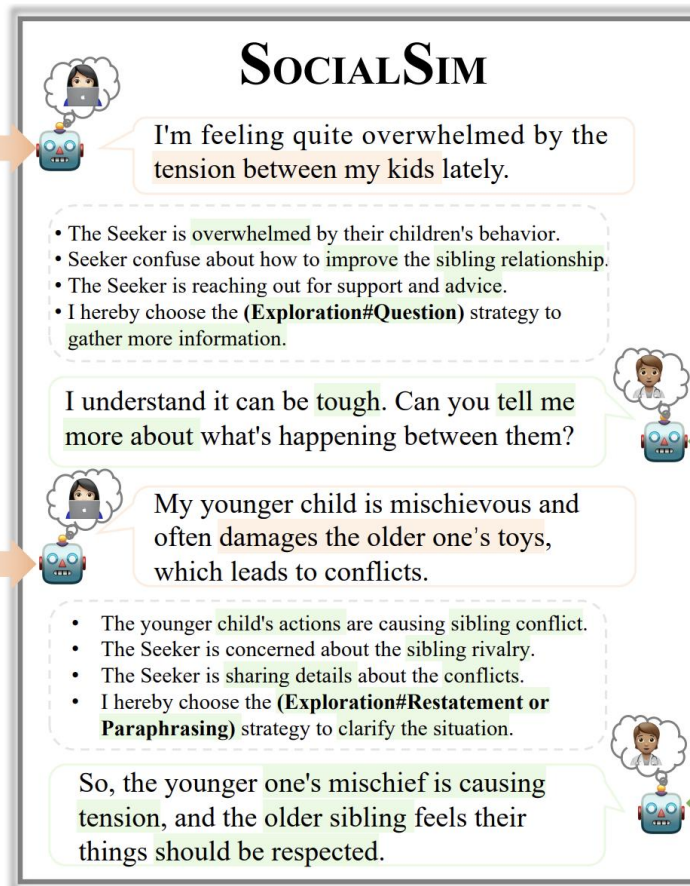 SOCIALSIM
I'm feeling quite overwhelmed by the
tension between my kids lately.
• The Seeker is overwhelmed by their children's behavior.
• Seeker confuse about how to improve the sibling relationship.
• The Seeker is reaching out for support and advice.
• I hereby choose the (Exploration#Question) strategy to
gather more information.
I understand it can be tough. Can you tell me
more about what's happening between them?
My younger child is mischievous and
often damages the older one's toys,
which leads to conflicts.
• The younger child's actions are causing sibling conflict.
• The Seeker is concerned about the sibling rivalry.
• The Seeker is sharing details about the conflicts.
• I hereby choose the (Exploration#Restatement or
Paraphrasing) strategy to clarify the situation.
So, the younger one's mischief is causing
tension, and the older sibling feels their
things should be respected.